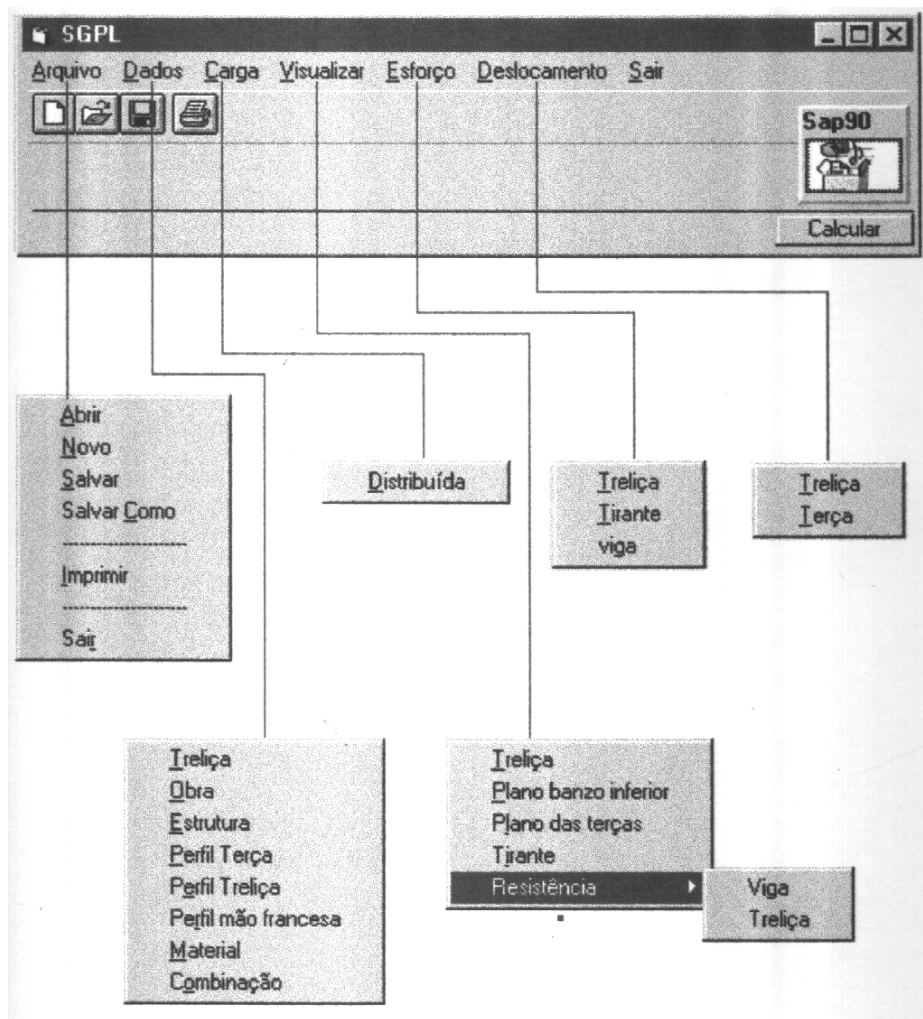 SGPL
Arquivo Dados Carga Visualizar Esforço Deslocamento Sair
Sap90
Calcular
Abrir
Novo
Salvar
Salvar Como
--------------------
Imprimir
--------------------
Sair
Distribuída
Treliça
Tirante
viga
Treliça
Terça
Treliça
Obra
Estrutura
Perfil Terça
Perfil Treliça
Perfil mão francesa
Material
Combinação
Treliça
Plano banzo inferior
Plano das terças
Tirante
Resistência
Viga
Treliça